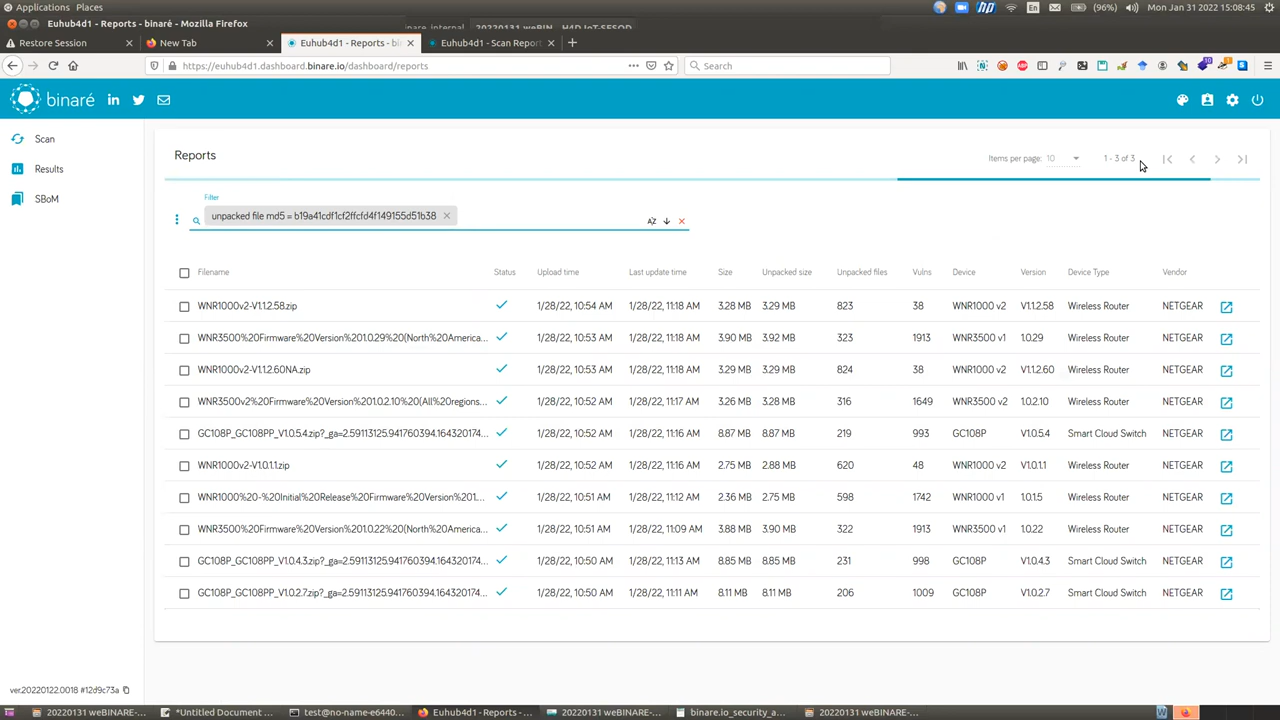 Applications Places
En (96%) Mon Jan 31 2022 15:08:45
Euhub4d1 - Reports - binaré - Mozilla Firefox
Restore Session New Tab Euhub4d1 - Reports - bin Euhub4d1 - Scan Report
https://euhub4d1.dashboard.binare.io/dashboard/reports Search
binaré
Scan
Results
SBoM
Reports
Items per page: 10 1 - 3 of 3
Filter
unpacked file md5 = b19a41cdf1cf2ffcfd4f149155d51b38
Filename Status Upload time Last update time Size Unpacked size Unpacked files Vulns Device Version Device Type Vendor
WNR1000v2-V1.1.2.58.zip 1/28/22, 10:54 AM 1/28/22, 11:18 AM 3.28 MB 3.29 MB 823 38 WNR1000 v2 V1.1.2.58 Wireless Router NETGEAR
WNR3500%20Firmware%20Version%201.0.29%20(North%20America... 1/28/22, 10:53 AM 1/28/22, 11:18 AM 3.90 MB 3.92 MB 323 1913 WNR3500 v1 1.0.29 Wireless Router NETGEAR
WNR1000v2-V1.1.2.60NA.zip 1/28/22, 10:53 AM 1/28/22, 11:18 AM 3.29 MB 3.29 MB 824 38 WNR1000 v2 V1.1.2.60 Wireless Router NETGEAR
WNR3500v2%20Firmware%20Version%201.0.2.10%20(All%20regions... 1/28/22, 10:52 AM 1/28/22, 11:17 AM 3.26 MB 3.28 MB 316 1649 WNR3500 v2 1.0.2.10 Wireless Router NETGEAR
GC108P_GC108PP_V1.0.5.4.zip?_ga=2.59113125.941760394.164320174... 1/28/22, 10:52 AM 1/28/22, 11:16 AM 8.87 MB 8.87 MB 219 993 GC108P V1.0.5.4 Smart Cloud Switch NETGEAR
WNR1000v2-V1.0.1.1.zip 1/28/22, 10:52 AM 1/28/22, 11:16 AM 2.75 MB 2.88 MB 620 48 WNR1000 v2 V1.0.1.1 Wireless Router NETGEAR
WNR1000%20-%20Initial%20Release%20Firmware%20Version%201... 1/28/22, 10:51 AM 1/28/22, 11:12 AM 2.36 MB 2.75 MB 598 1742 WNR1000 v1 1.0.1.5 Wireless Router NETGEAR
WNR3500%20Firmware%20Version%201.0.22%20(North%20America... 1/28/22, 10:51 AM 1/28/22, 11:09 AM 3.88 MB 3.90 MB 322 1913 WNR3500 v1 1.0.22 Wireless Router NETGEAR
GC108P_GC108PP_V1.0.4.3.zip?_ga=2.59113125.941760394.164320174... 1/28/22, 10:50 AM 1/28/22, 11:13 AM 8.85 MB 8.85 MB 231 998 GC108P V1.0.4.3 Smart Cloud Switch NETGEAR
GC108P_GC108PP_V1.0.2.7.zip?_ga=2.59113125.941760394.164320174... 1/28/22, 10:50 AM 1/28/22, 11:11 AM 8.11 MB 8.11 MB 206 1009 GC108P V1.0.2.7 Smart Cloud Switch NETGEAR
ver.20220122.0018 #12d9c73a
20220131 weBINARE-... *Untitled Document ... test@no-name-e6440... Euhub4d1 - Reports -... 20220131 weBINARE-... binare.io_security_a... 20220131 weBINARE-...